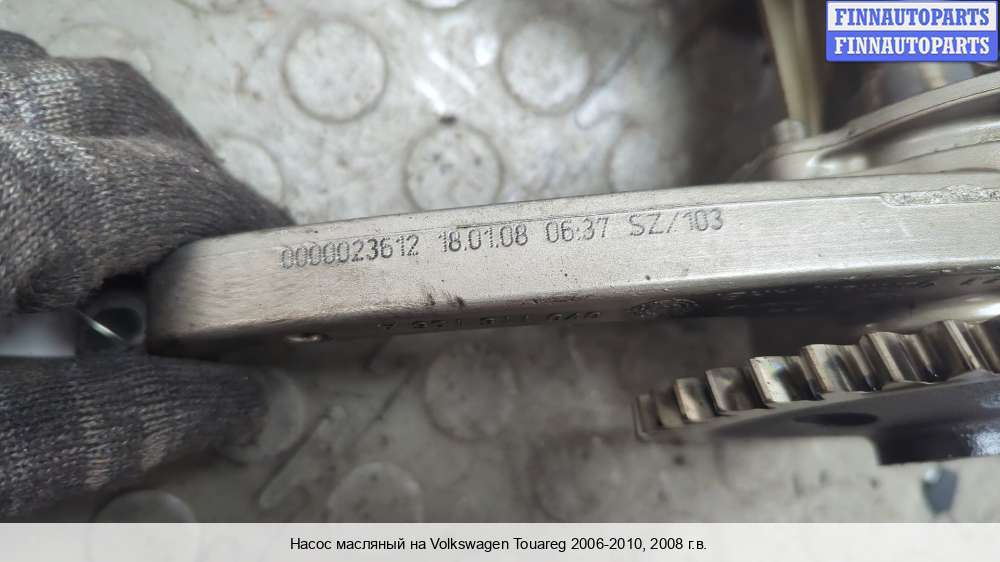 FINNAUTOPARTS
FINNAUTOPARTS
0000023612 18.01.08 06:37 SZ/103
Насос масляный на Volkswagen Touareg 2006-2010, 2008 г.в.